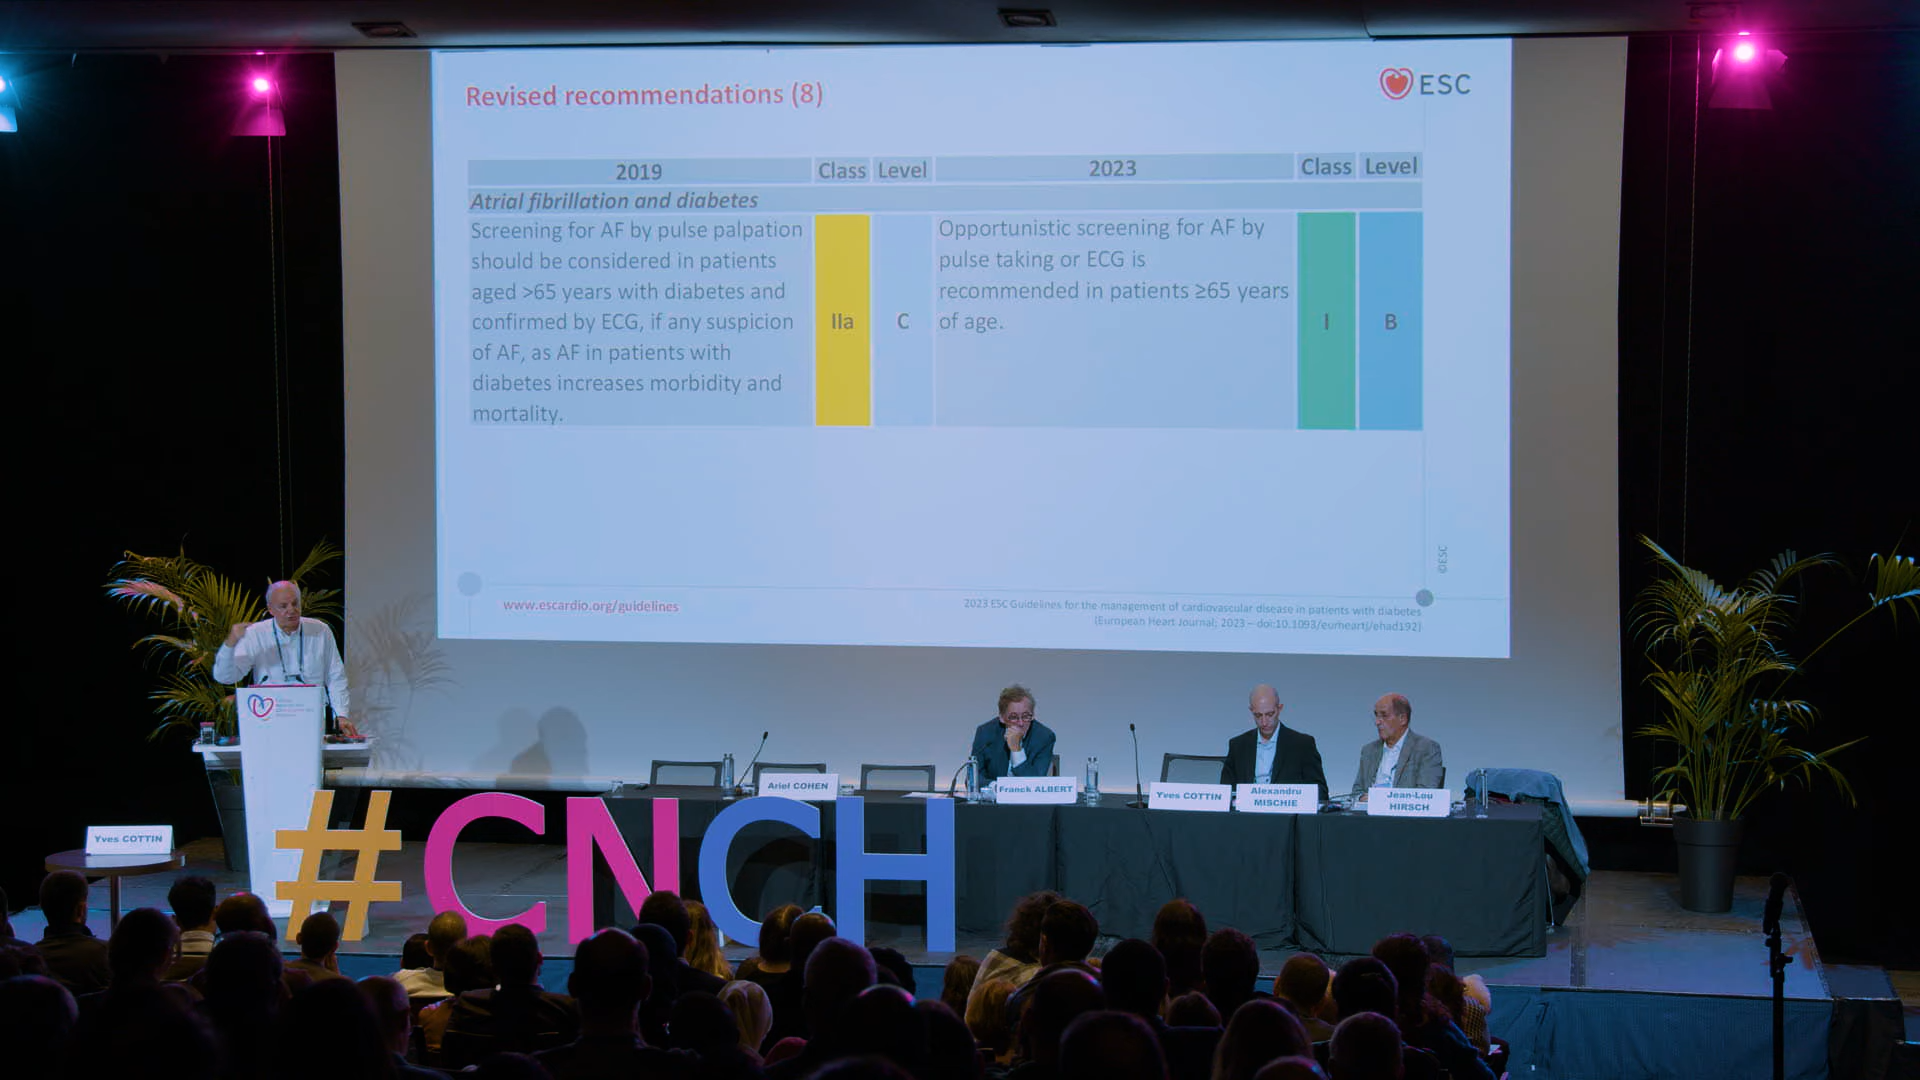 Revised recommendations (8)
ESC
2019 Class Level 2023 Class Level
Atrial fibrillation and diabetes
Screening for AF by pulse palpation
should be considered in patients
aged >65 years with diabetes and
confirmed by ECG, if any suspicion
of AF, as AF in patients with
diabetes increases morbidity and
mortality.
IIa
C
Opportunistic screening for AF by
pulse taking or ECG is
recommended in patients ≥65 years
of age.
I
B
©ESC
www.escardio.org/guidelines
2023 ESC Guidelines for the management of cardiovascular disease in patients with diabetes
(European Heart Journal; 2023 – doi:10.1093/eurheartj/ehad192)
Ariel COHEN
Franck ALBERT
Yves COTTIN
Alexandru
MISCHIE
Jean-Lou
HIRSCH
Yves COTTIN
#CNCH